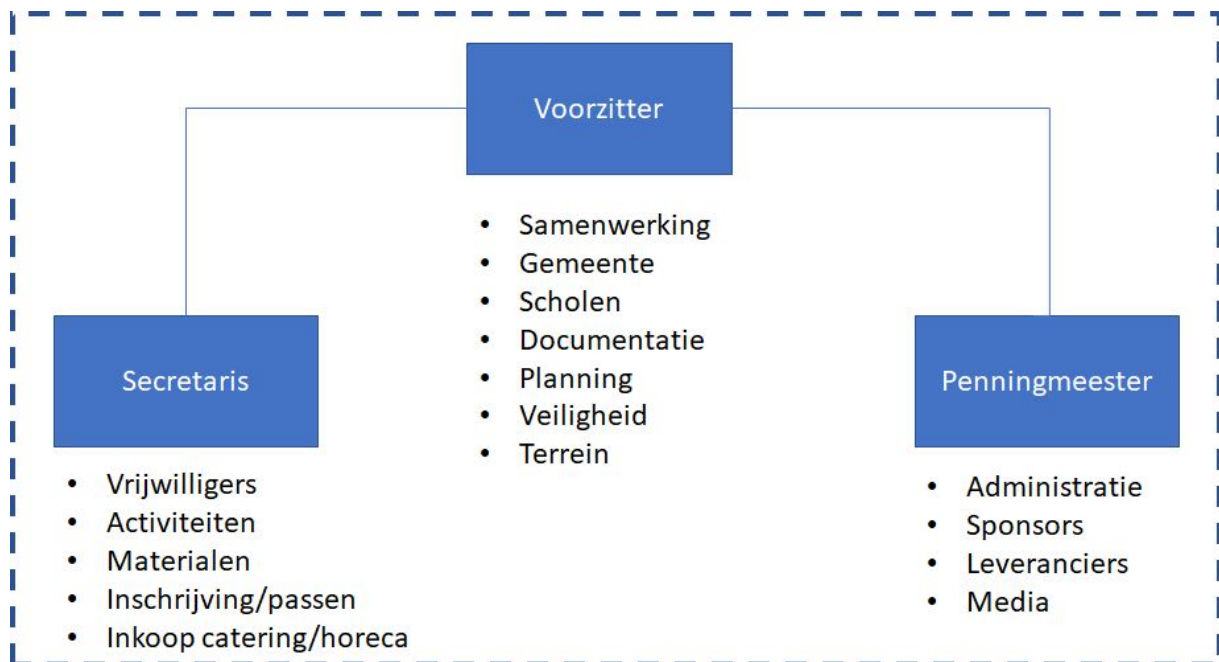 Voorzitter
• Samenwerking
• Gemeente
• Scholen
• Documentatie
• Planning
• Veiligheid
• Terrein
Secretaris
• Vrijwilligers
• Activiteiten
• Materialen
• Inschrijving/passen
• Inkoop catering/horeca
Penningmeester
• Administratie
• Sponsors
• Leveranciers
• Media